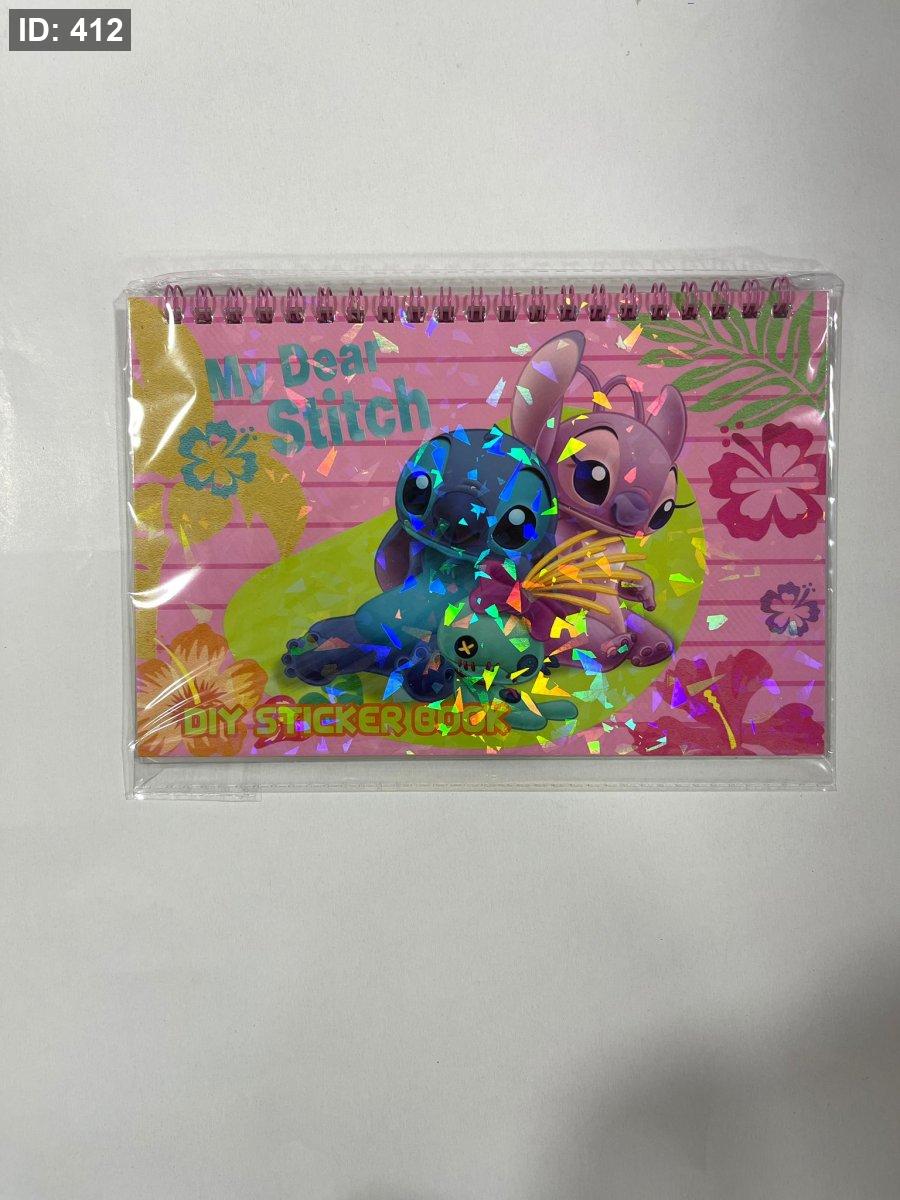 ID: 412
My Dear
Stitch
DIY STICKER BOOK